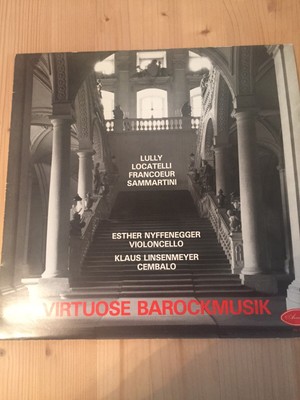 LULLY
LOCATELLI
FRANCOEUR
SAMMARTINI
ESTHER NYFFENEGGER
VIOLONCELLO
KLAUS LINSENMEYER
CEMBALO
VIRTUOSE BAROCKMUSIK